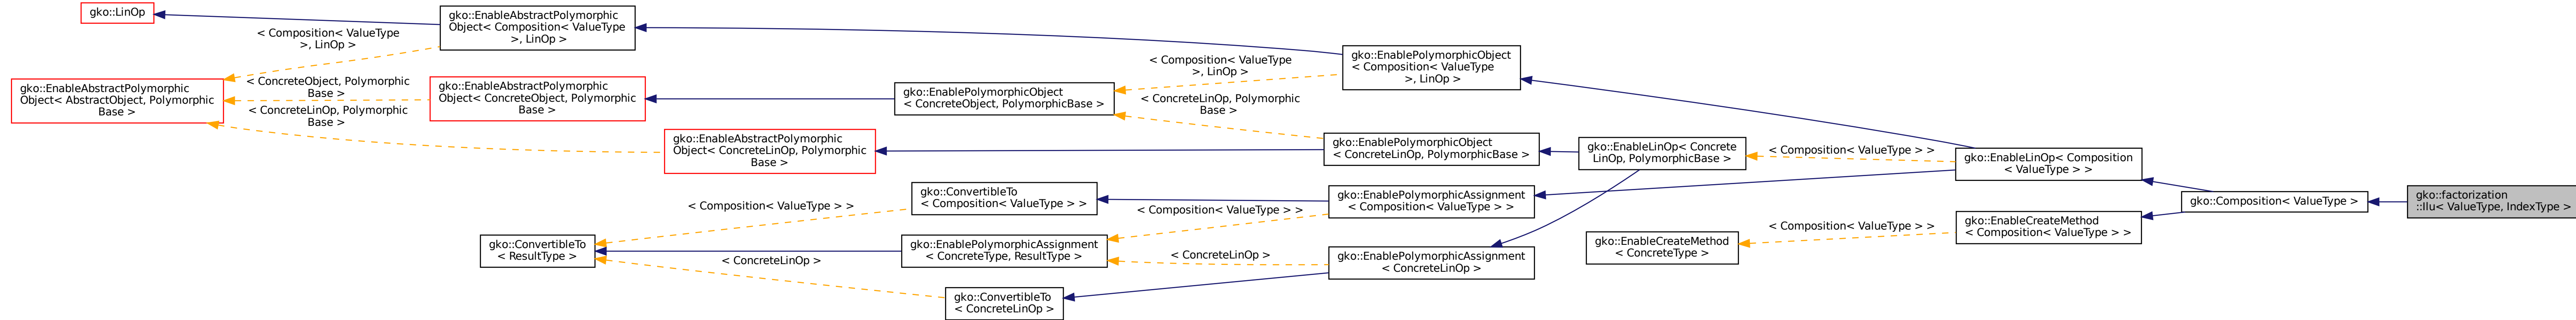 gko::LinOp
gko::EnableAbstractPolymorphic
Object< Composition< ValueType
>, LinOp >
< Composition< ValueType
>, LinOp >
gko::EnableAbstractPolymorphic
Object< AbstractObject, Polymorphic
Base >
< ConcreteObject, Polymorphic
Base >
< ConcreteLinOp, Polymorphic
Base >
gko::EnableAbstractPolymorphic
Object< ConcreteObject, Polymorphic
Base >
gko::EnableAbstractPolymorphic
Object< ConcreteLinOp, Polymorphic
Base >
gko::EnablePolymorphicObject
< ConcreteObject, PolymorphicBase >
< Composition< ValueType
>, LinOp >
< ConcreteLinOp, Polymorphic
Base >
gko::EnablePolymorphicObject
< Composition< ValueType
>, LinOp >
gko::EnablePolymorphicObject
< ConcreteLinOp, PolymorphicBase >
gko::EnableLinOp< Concrete
LinOp, PolymorphicBase >
< Composition< ValueType > >
gko::EnableLinOp< Composition
< ValueType > >
gko::ConvertibleTo
< ResultType >
< Composition< ValueType > >
< ConcreteLinOp >
gko::ConvertibleTo
< Composition< ValueType > >
gko::EnablePolymorphicAssignment
< ConcreteType, ResultType >
gko::ConvertibleTo
< ConcreteLinOp >
< Composition< ValueType > >
< ConcreteLinOp >
gko::EnablePolymorphicAssignment
< Composition< ValueType > >
gko::EnablePolymorphicAssignment
< ConcreteLinOp >
gko::EnableCreateMethod
< ConcreteType >
< Composition< ValueType > >
gko::EnableCreateMethod
< Composition< ValueType > >
gko::Composition< ValueType >
gko::factorization
::Ilu< ValueType, IndexType >